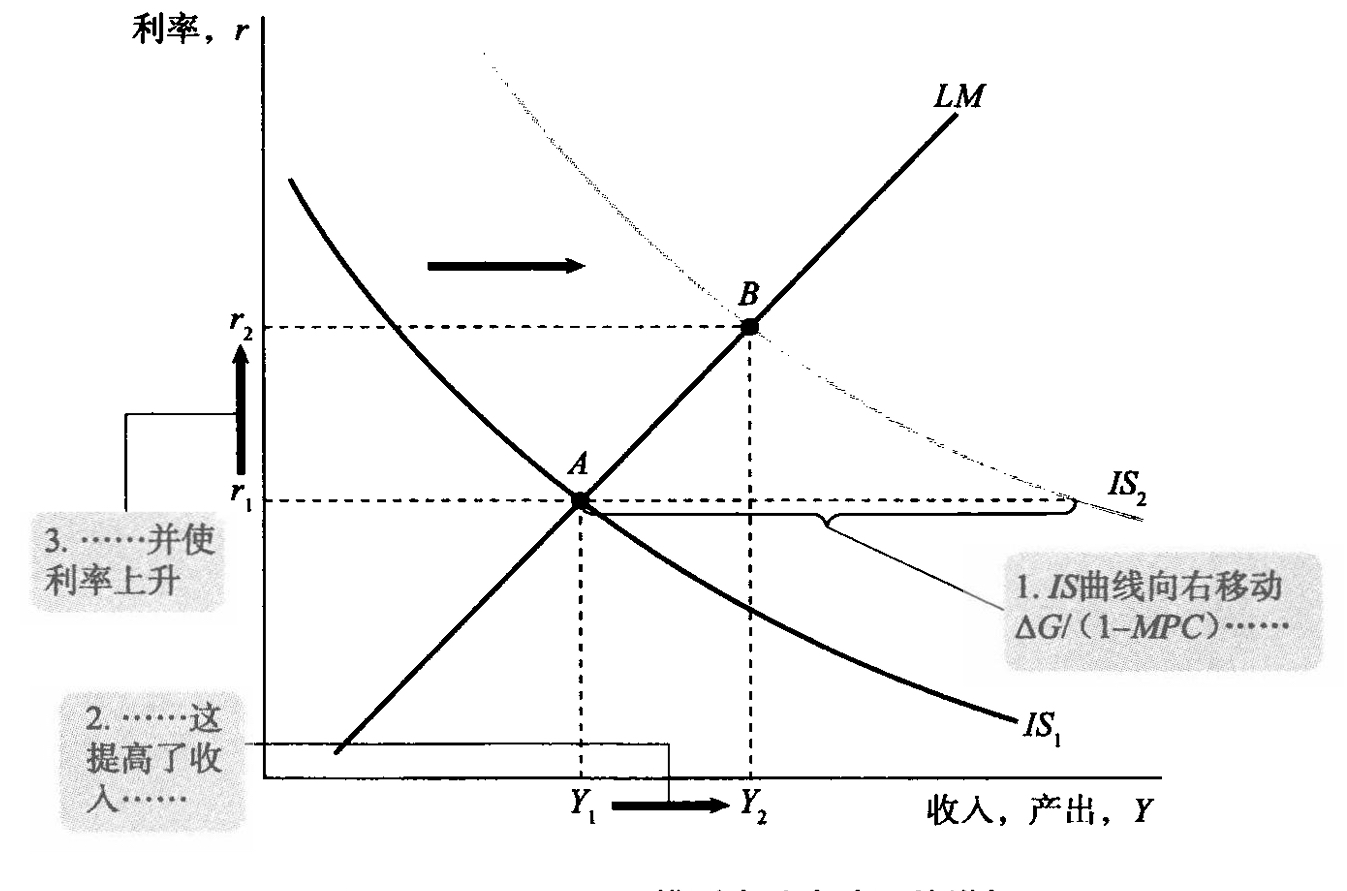 利率，r
LM
B
r₂
A
r₁
IS₂
3. ……并使
利率上升
1. IS曲线向右移动
ΔG/（1–MPC）……
2. ……这
提高了收
入……
IS₁
Y₁
Y₂
收入，产出，Y